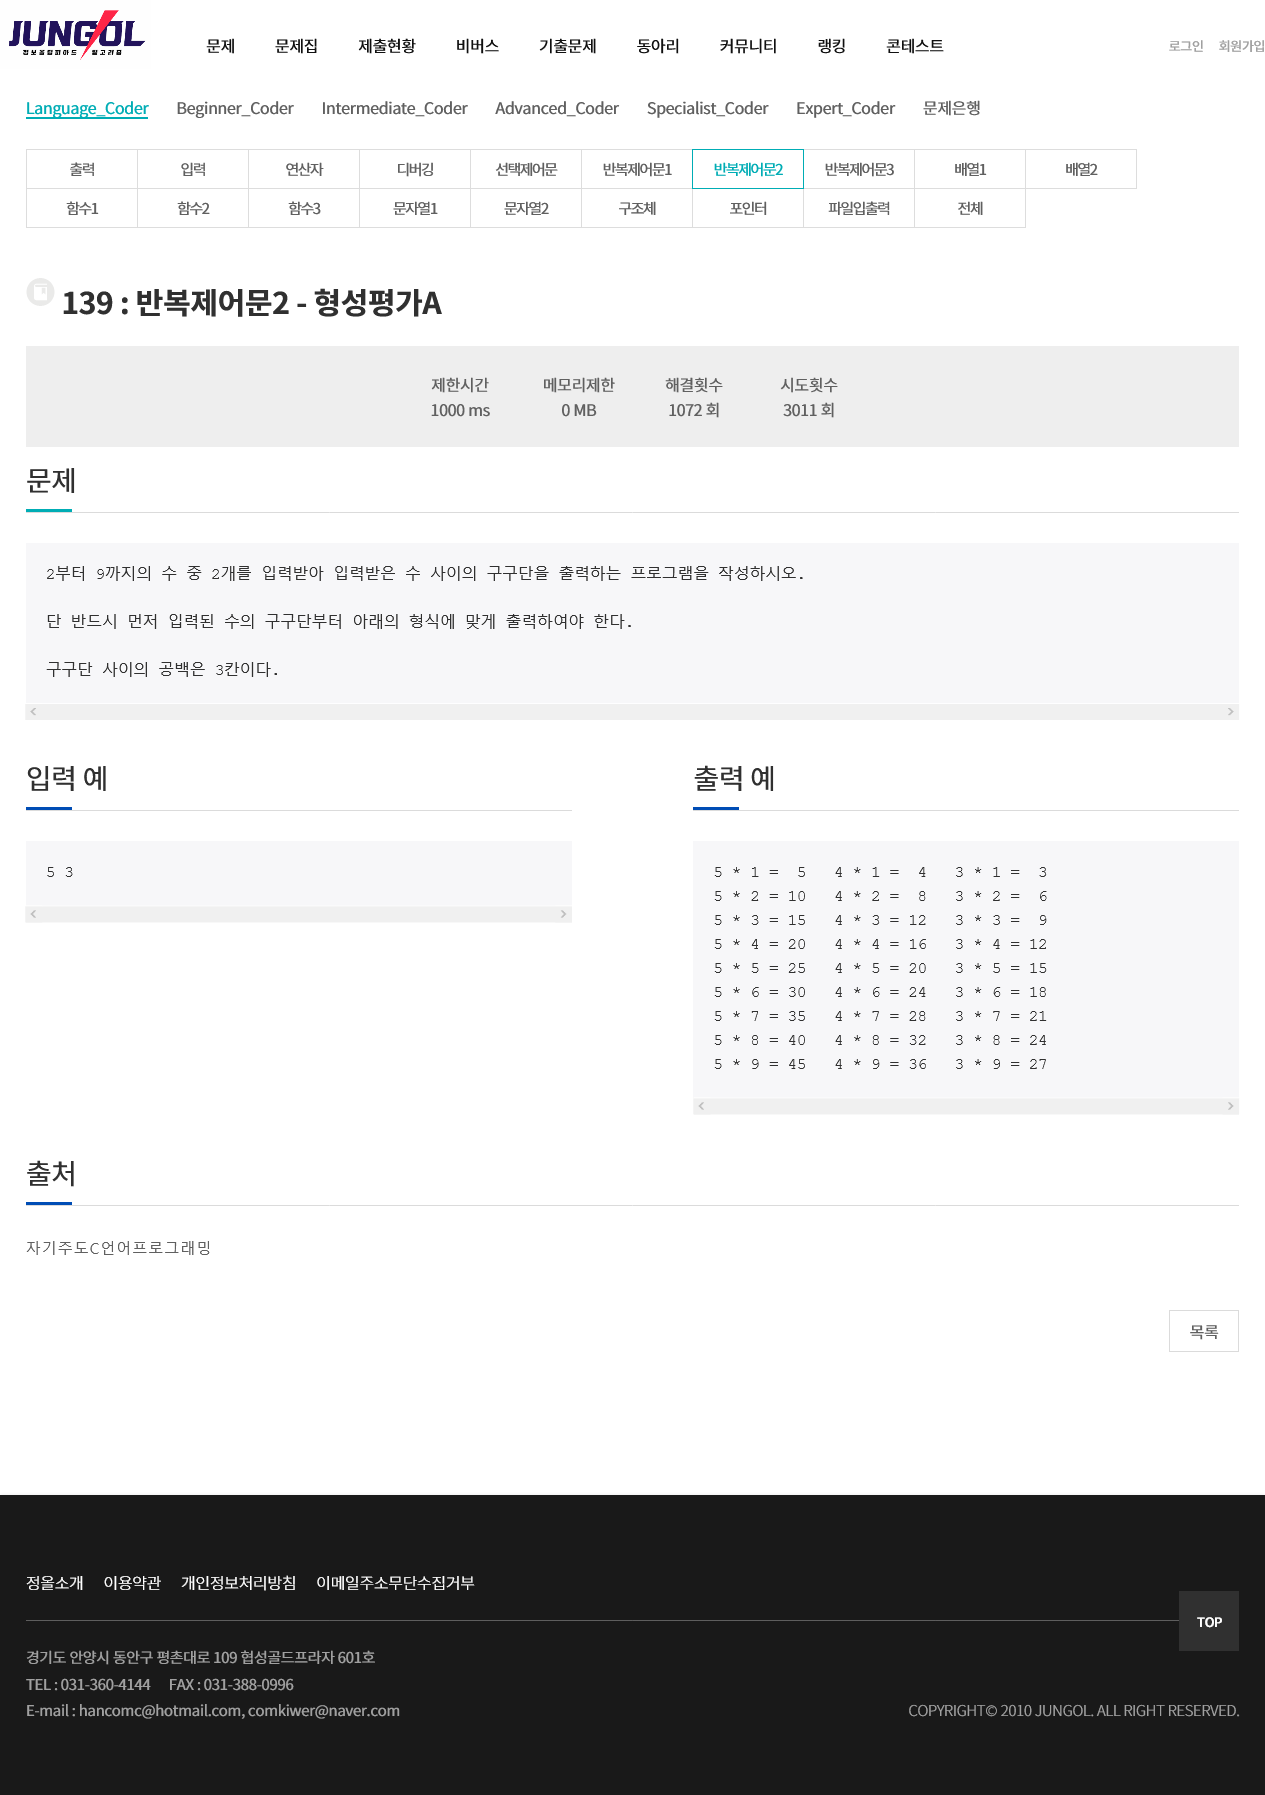 JUNGOL
정보올림피아드 알고리즘
문제 문제집 제출현황 비버스 기출문제 동아리 커뮤니티 랭킹 콘테스트 로그인 회원가입
Language_Coder Beginner_Coder Intermediate_Coder Advanced_Coder Specialist_Coder Expert_Coder 문제은행
출력 입력 연산자 디버깅 선택제어문 반복제어문1 반복제어문2 반복제어문3 배열1 배열2
함수1 함수2 함수3 문자열1 문자열2 구조체 포인터 파일입출력 전체
139 : 반복제어문2 - 형성평가A
제한시간 메모리제한 해결횟수 시도횟수
1000 ms 0 MB 1072 회 3011 회
문제
2부터 9까지의 수 중 2개를 입력받아 입력받은 수 사이의 구구단을 출력하는 프로그램을 작성하시오.
단 반드시 먼저 입력된 수의 구구단부터 아래의 형식에 맞게 출력하여야 한다.
구구단 사이의 공백은 3칸이다.
입력 예
5 3
출력 예
5 * 1 =  5   4 * 1 =  4   3 * 1 =  3
5 * 2 = 10   4 * 2 =  8   3 * 2 =  6
5 * 3 = 15   4 * 3 = 12   3 * 3 =  9
5 * 4 = 20   4 * 4 = 16   3 * 4 = 12
5 * 5 = 25   4 * 5 = 20   3 * 5 = 15
5 * 6 = 30   4 * 6 = 24   3 * 6 = 18
5 * 7 = 35   4 * 7 = 28   3 * 7 = 21
5 * 8 = 40   4 * 8 = 32   3 * 8 = 24
5 * 9 = 45   4 * 9 = 36   3 * 9 = 27
출처
자기주도C언어프로그래밍
목록
정올소개 이용약관 개인정보처리방침 이메일주소무단수집거부
TOP
경기도 안양시 동안구 평촌대로 109 협성골드프라자 601호
TEL : 031-360-4144 FAX : 031-388-0996
E-mail : hancomc@hotmail.com, comkiwer@naver.com
COPYRIGHT© 2010 JUNGOL. ALL RIGHT RESERVED.